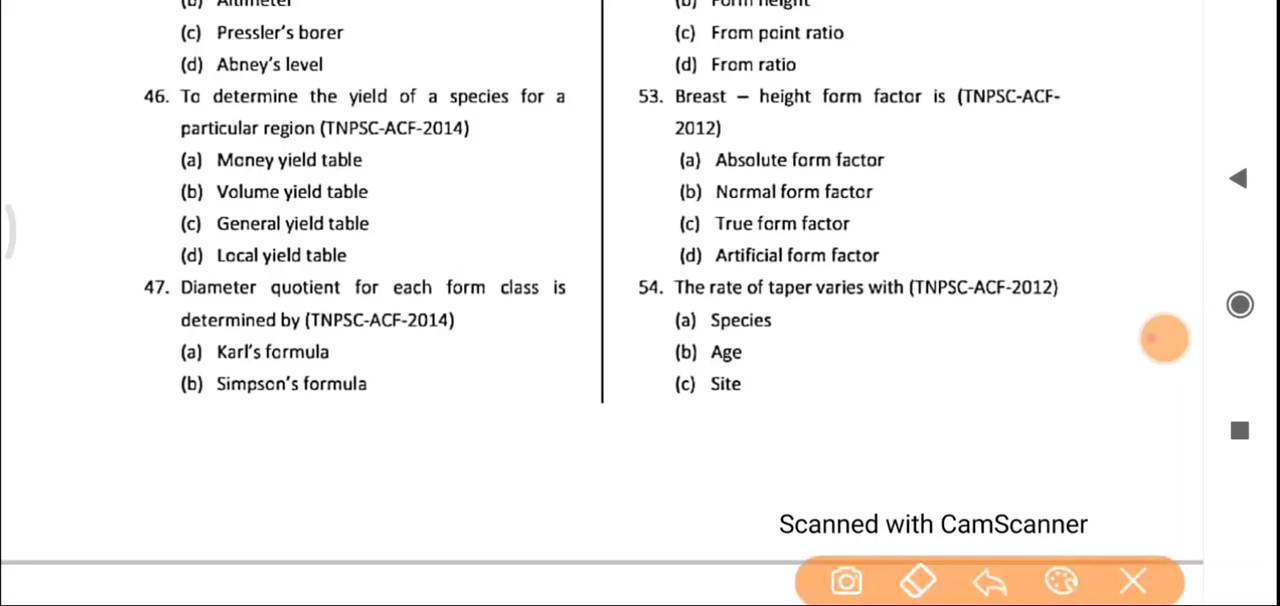 (b) Altimeter
(c) Pressler's borer
(d) Abney's level
46. To determine the yield of a species for a
particular region (TNPSC-ACF-2014)
(a) Money yield table
(b) Volume yield table
(c) General yield table
(d) Local yield table
47. Diameter quotient for each form class is
determined by (TNPSC-ACF-2014)
(a) Karl's formula
(b) Simpson's formula
(b) Form height
(c) From point ratio
(d) From ratio
53. Breast – height form factor is (TNPSC-ACF-
2012)
(a) Absolute form factor
(b) Normal form factor
(c) True form factor
(d) Artificial form factor
54. The rate of taper varies with (TNPSC-ACF-2012)
(a) Species
(b) Age
(c) Site
Scanned with CamScanner